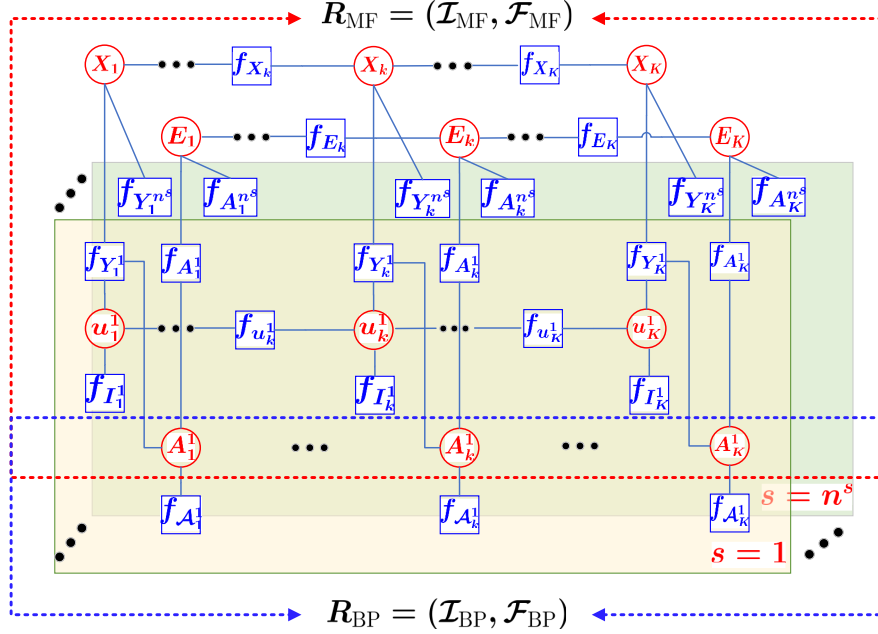 R_MF = (I_MF, F_MF)
X_1 f_{X_k} X_k f_{X_K} X_K
E_1 f_{E_k} E_k f_{E_K} E_K
f_{Y_1^{n^s}} f_{A_1^{n^s}} f_{Y_k^{n^s}} f_{A_k^{n^s}} f_{Y_K^{n^s}} f_{A_K^{n^s}}
f_{Y_1^1} f_{A_1^1} f_{Y_k^1} f_{A_k^1} f_{Y_K^1} f_{A_K^1}
u_1^1 f_{u_k^1} u_k^1 f_{u_K^1} u_K^1
f_{I_1^1} f_{I_k^1} f_{I_K^1}
A_1^1 A_k^1 A_K^1
s = n^s
f_{𝒜_1^1} f_{𝒜_k^1} f_{𝒜_K^1}
s = 1
R_BP = (I_BP, F_BP)